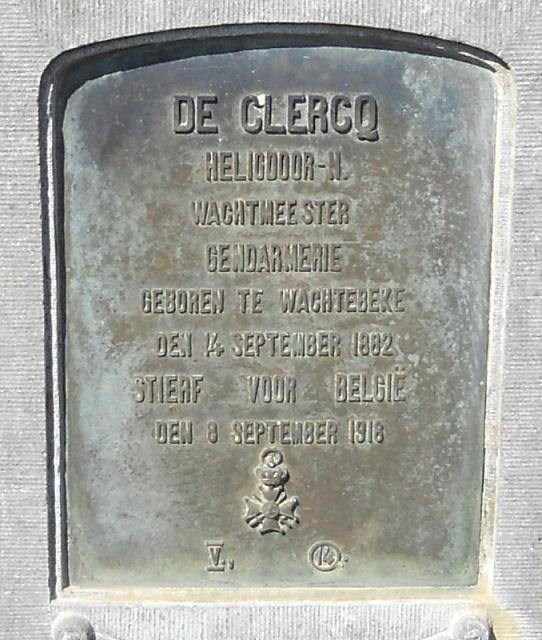 DE CLERCQ
HELIODOOR-N.
WACHTMEESTER
GENDARMERIE
GEBOREN TE WACHTEBEKE
DEN 14 SEPTEMBER 1882
STIERF VOOR BELGIË
DEN 8 SEPTEMBER 1918
V. 14.